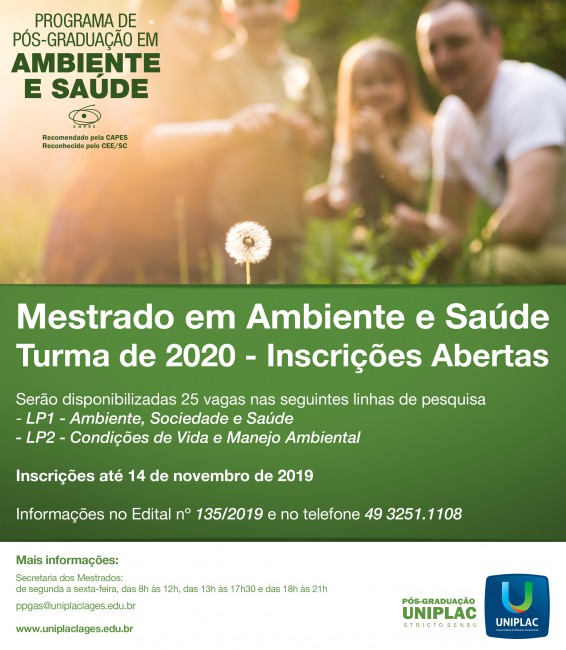 PROGRAMA DE
PÓS-GRADUAÇÃO EM
AMBIENTE
E SAÚDE
CAPES
Recomendado pela CAPES
Reconhecido pelo CEE/SC
Mestrado em Ambiente e Saúde
Turma de 2020 - Inscrições Abertas
Serão disponibilizadas 25 vagas nas seguintes linhas de pesquisa
- LP1 - Ambiente, Sociedade e Saúde
- LP2 - Condições de Vida e Manejo Ambiental
Inscrições até 14 de novembro de 2019
Informações no Edital nº 135/2019 e no telefone 49 3251.1108
Mais informações:
Secretaria dos Mestrados:
de segunda a sexta-feira, das 8h às 12h, das 13h às 17h30 e das 18h às 21h
ppgas@uniplaclages.edu.br
www.uniplaclages.edu.br
PÓS-GRADUAÇÃO
UNIPLAC
STRICTO SENSU
UNIPLAC